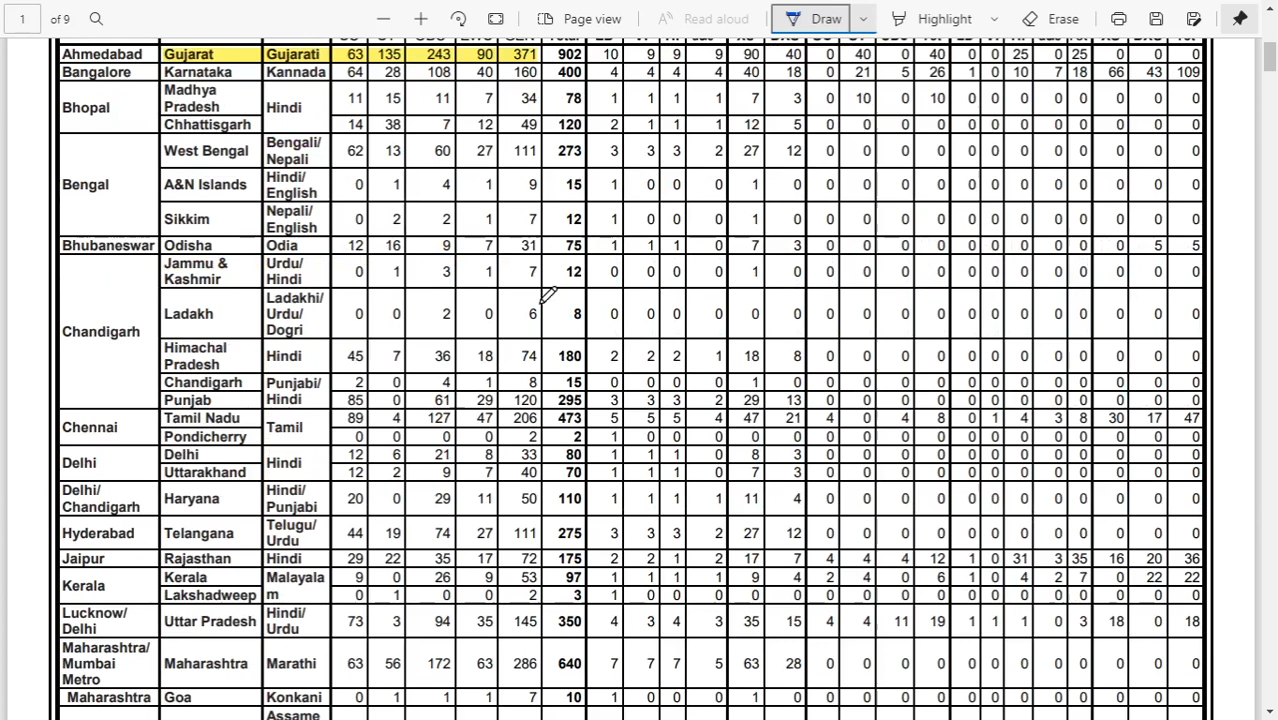 1 of 9 Page view Read aloud Draw Highlight Erase
Total
Ahmedabad Gujarat Gujarati 63 135 243 90 371 902 10 9 9 9 90 40 0 40 0 40 0 0 25 0 25 0 0 0
Bangalore Karnataka Kannada 64 28 108 40 160 400 4 4 4 4 40 18 0 21 5 26 1 0 10 7 18 66 43 109
Bhopal Madhya
Pradesh Hindi 11 15 11 7 34 78 1 1 1 1 7 3 0 10 0 10 0 0 0 0 0 0 0 0
Chhattisgarh 14 38 7 12 49 120 2 1 1 1 12 5 0 0 0 0 0 0 0 0 0 0 0 0
Bengal West Bengal Bengali/
Nepali 62 13 60 27 111 273 3 3 3 2 27 12 0 0 0 0 0 0 0 0 0 0 0 0
A&N Islands Hindi/
English 0 1 4 1 9 15 1 0 0 0 1 0 0 0 0 0 0 0 0 0 0 0 0 0
Sikkim Nepali/
English 0 2 2 1 7 12 1 0 0 0 1 0 0 0 0 0 0 0 0 0 0 0 0 0
Bhubaneswar Odisha Odia 12 16 9 7 31 75 1 1 1 0 7 3 0 0 0 0 0 0 0 0 0 0 5 5
Chandigarh Jammu &
Kashmir Urdu/
Hindi 0 1 3 1 7 12 0 0 0 0 1 0 0 0 0 0 0 0 0 0 0 0 0 0
Ladakh Ladakhi/
Urdu/
Dogri 0 0 2 0 6 8 0 0 0 0 0 0 0 0 0 0 0 0 0 0 0 0 0 0
Himachal
Pradesh Hindi 45 7 36 18 74 180 2 2 2 1 18 8 0 0 0 0 0 0 0 0 0 0 0 0
Chandigarh Punjabi/
Hindi 2 0 4 1 8 15 0 0 0 0 1 0 0 0 0 0 0 0 0 0 0 0 0 0
Punjab 85 0 61 29 120 295 3 3 3 2 29 13 0 0 0 0 0 0 0 0 0 0 0 0
Chennai Tamil Nadu Tamil 89 4 127 47 206 473 5 5 5 4 47 21 4 0 4 8 0 1 4 3 8 30 17 47
Pondicherry 0 0 0 0 2 2 1 0 0 0 0 0 0 0 0 0 0 0 0 0 0 0 0 0
Delhi Delhi Hindi 12 6 21 8 33 80 1 1 1 0 8 3 0 0 0 0 0 0 0 0 0 0 0 0
Uttarakhand 12 2 9 7 40 70 1 1 1 0 7 3 0 0 0 0 0 0 0 0 0 0 0 0
Delhi/
Chandigarh Haryana Hindi/
Punjabi 20 0 29 11 50 110 1 1 1 1 11 4 0 0 0 0 0 0 0 0 0 0 0 0
Hyderabad Telangana Telugu/
Urdu 44 19 74 27 111 275 3 3 3 2 27 12 0 0 0 0 0 0 0 0 0 0 0 0
Jaipur Rajasthan Hindi 29 22 35 17 72 175 2 2 1 2 17 7 4 4 4 12 1 0 31 3 35 16 20 36
Kerala Kerala Malayala
m 9 0 26 9 53 97 1 1 1 1 9 4 2 4 0 6 1 0 4 2 7 0 22 22
Lakshadweep 0 1 0 0 2 3 1 0 0 0 0 0 0 0 0 0 0 0 0 0 0 0 0 0
Lucknow/
Delhi Uttar Pradesh Hindi/
Urdu 73 3 94 35 145 350 4 3 4 3 35 15 4 4 11 19 1 1 1 0 3 18 0 18
Maharashtra/
Mumbai
Metro Maharashtra Marathi 63 56 172 63 286 640 7 7 7 5 63 28 0 0 0 0 0 0 0 0 0 0 0 0
Maharashtra Goa Konkani 0 1 1 1 7 10 1 0 0 0 1 0 0 0 0 0 0 0 0 0 0 0 0 0
Assame